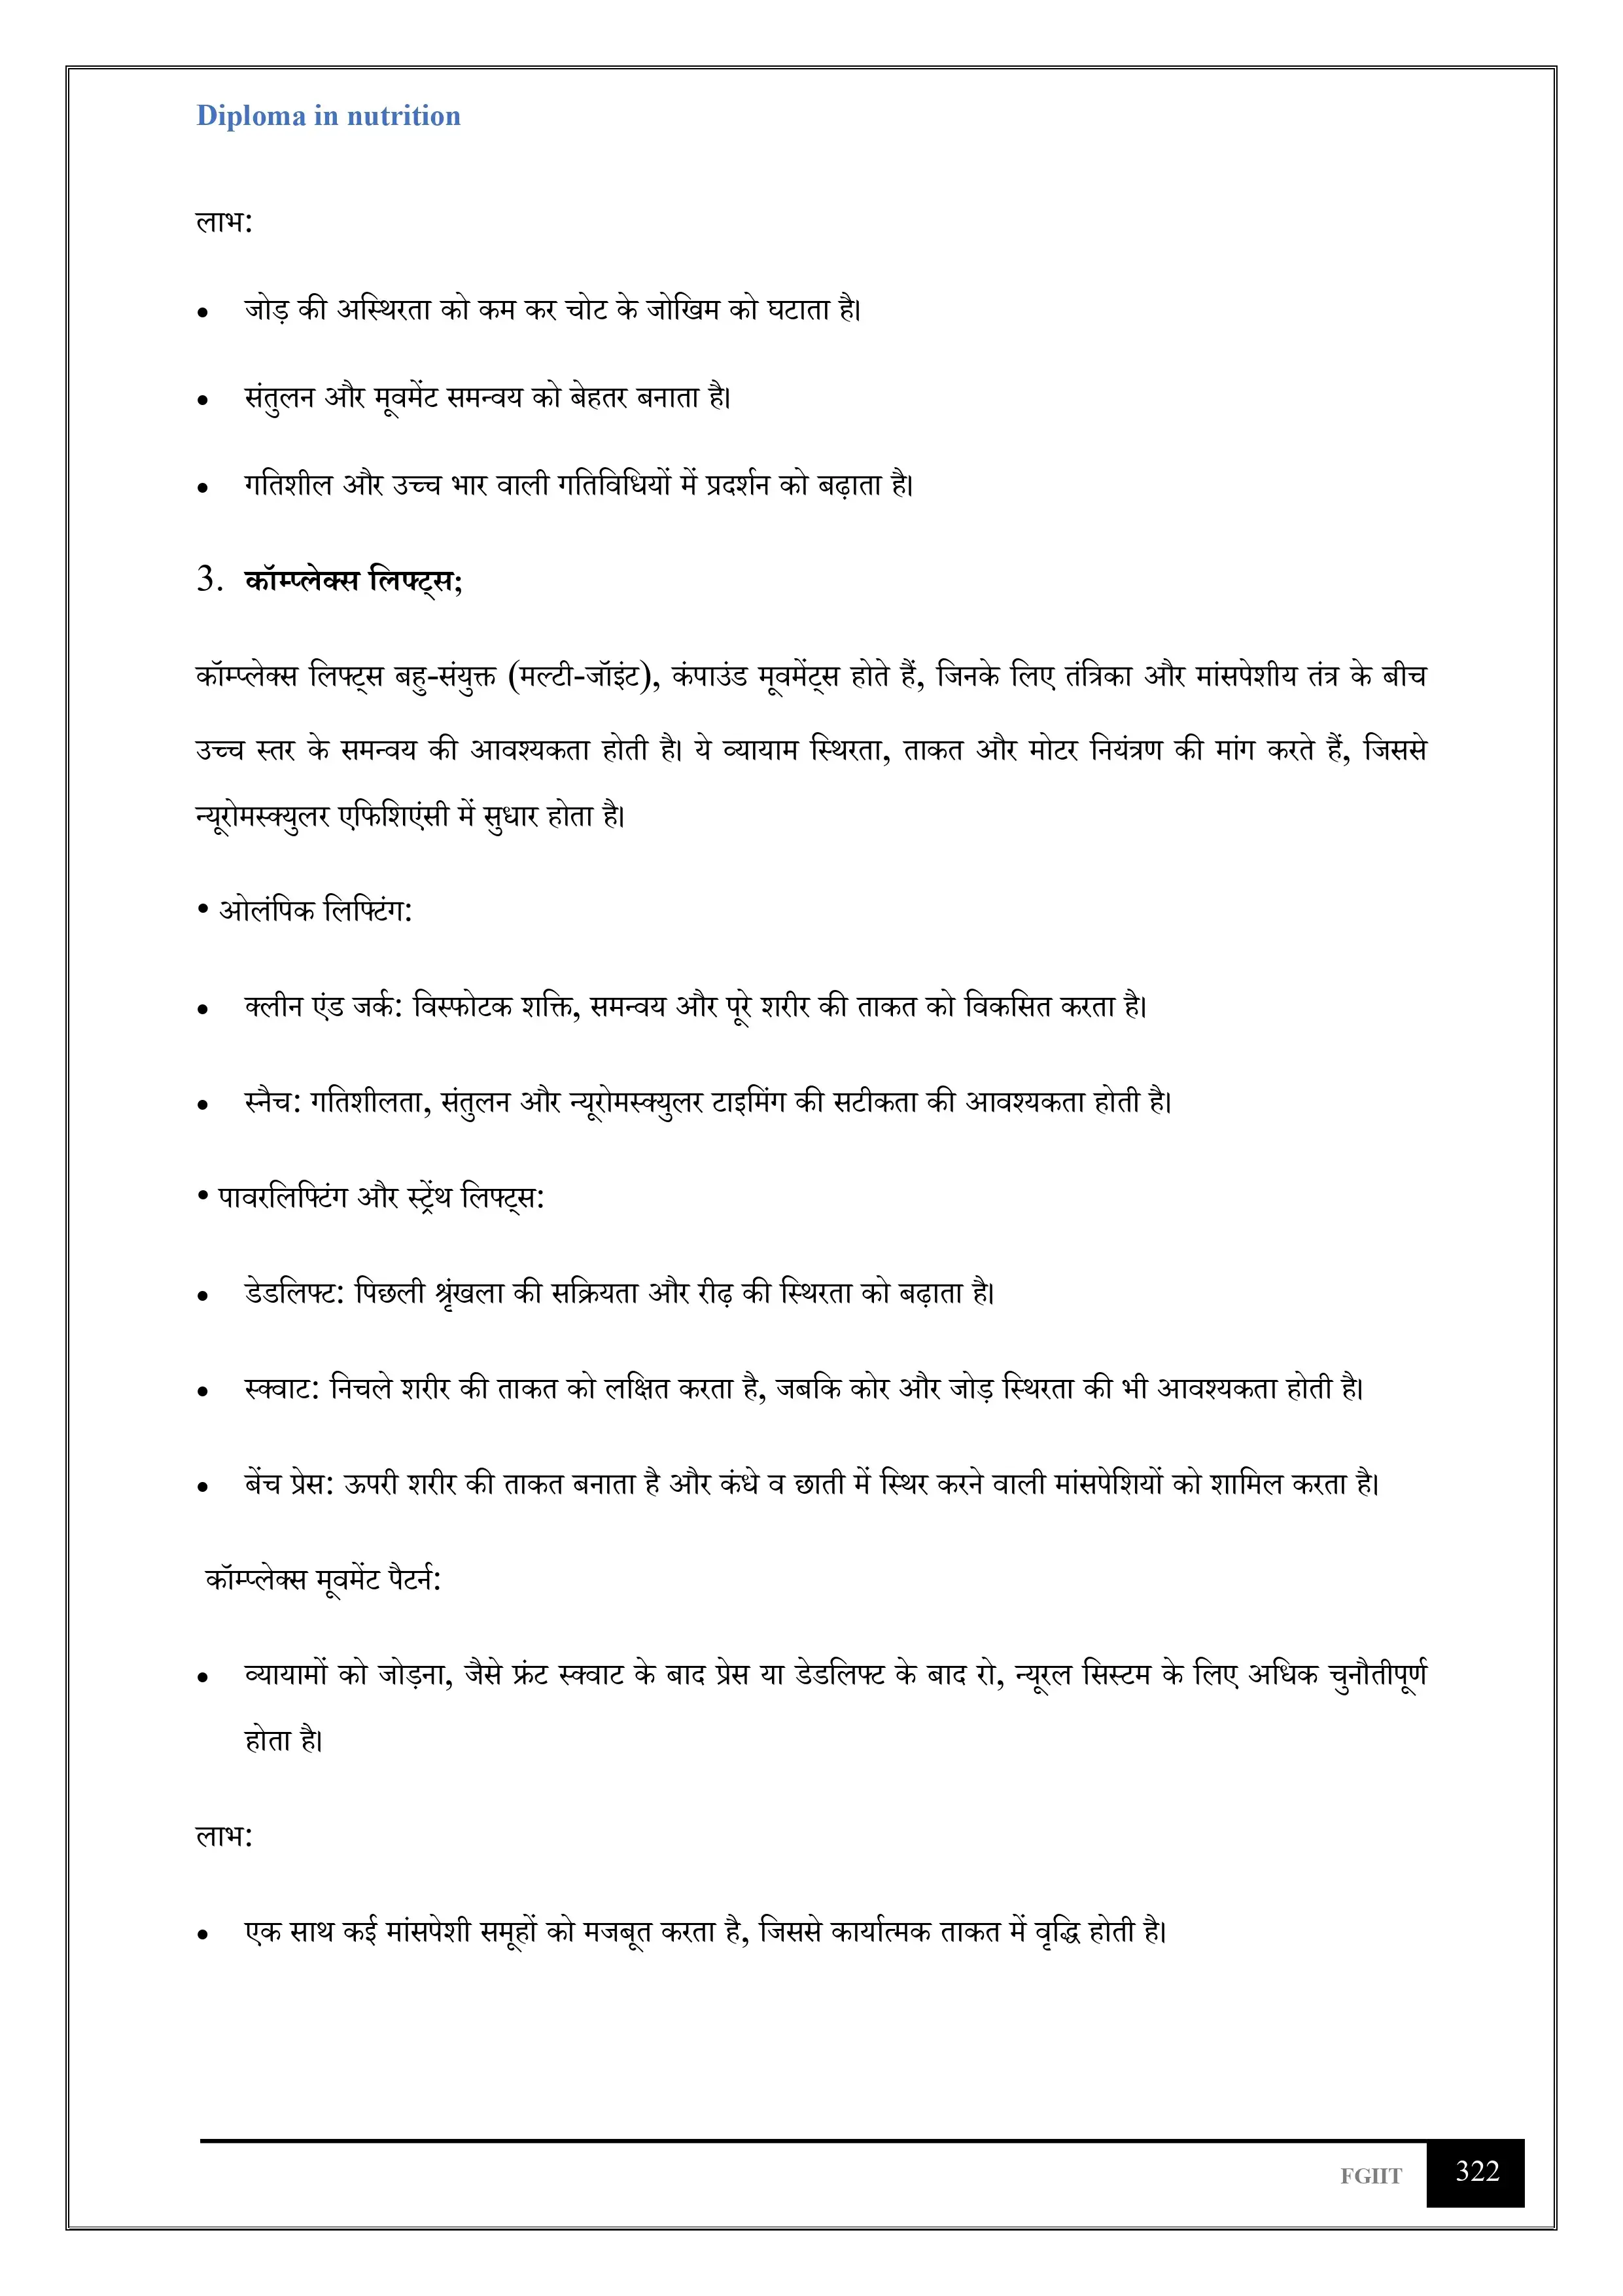 Diploma in nutrition
लाभ:
• जोड़ की अस्थिरता को कम कर चोट के जोखिम को घटाता है।
• संतुलन और मूवमेंट समन्वय को बेहतर बनाता है।
• गतिशील और उच्च भार वाली गतिविधियों में प्रदर्शन को बढ़ाता है।
3. कॉम्प्लेक्स लिफ्ट्स;
कॉम्प्लेक्स लिफ्ट्स बहु-संयुक्त (मल्टी-जॉइंट), कंपाउंड मूवमेंट्स होते हैं, जिनके लिए तंत्रिका और मांसपेशीय तंत्र के बीच
उच्च स्तर के समन्वय की आवश्यकता होती है। ये व्यायाम स्थिरता, ताकत और मोटर नियंत्रण की मांग करते हैं, जिससे
न्यूरोमस्क्युलर एफिशिएंसी में सुधार होता है।
• ओलंपिक लिफ्टिंग:
• क्लीन एंड जर्क: विस्फोटक शक्ति, समन्वय और पूरे शरीर की ताकत को विकसित करता है।
• स्नैच: गतिशीलता, संतुलन और न्यूरोमस्क्युलर टाइमिंग की सटीकता की आवश्यकता होती है।
• पावरलिफ्टिंग और स्ट्रेंथ लिफ्ट्स:
• डेडलिफ्ट: पिछली श्रृंखला की सक्रियता और रीढ़ की स्थिरता को बढ़ाता है।
• स्क्वाट: निचले शरीर की ताकत को लक्षित करता है, जबकि कोर और जोड़ स्थिरता की भी आवश्यकता होती है।
• बेंच प्रेस: ऊपरी शरीर की ताकत बनाता है और कंधे व छाती में स्थिर करने वाली मांसपेशियों को शामिल करता है।
कॉम्प्लेक्स मूवमेंट पैटर्न:
• व्यायामों को जोड़ना, जैसे फ्रंट स्क्वाट के बाद प्रेस या डेडलिफ्ट के बाद रो, न्यूरल सिस्टम के लिए अधिक चुनौतीपूर्ण
होता है।
लाभ:
• एक साथ कई मांसपेशी समूहों को मजबूत करता है, जिससे कार्यात्मक ताकत में वृद्धि होती है।
FGIIT 322